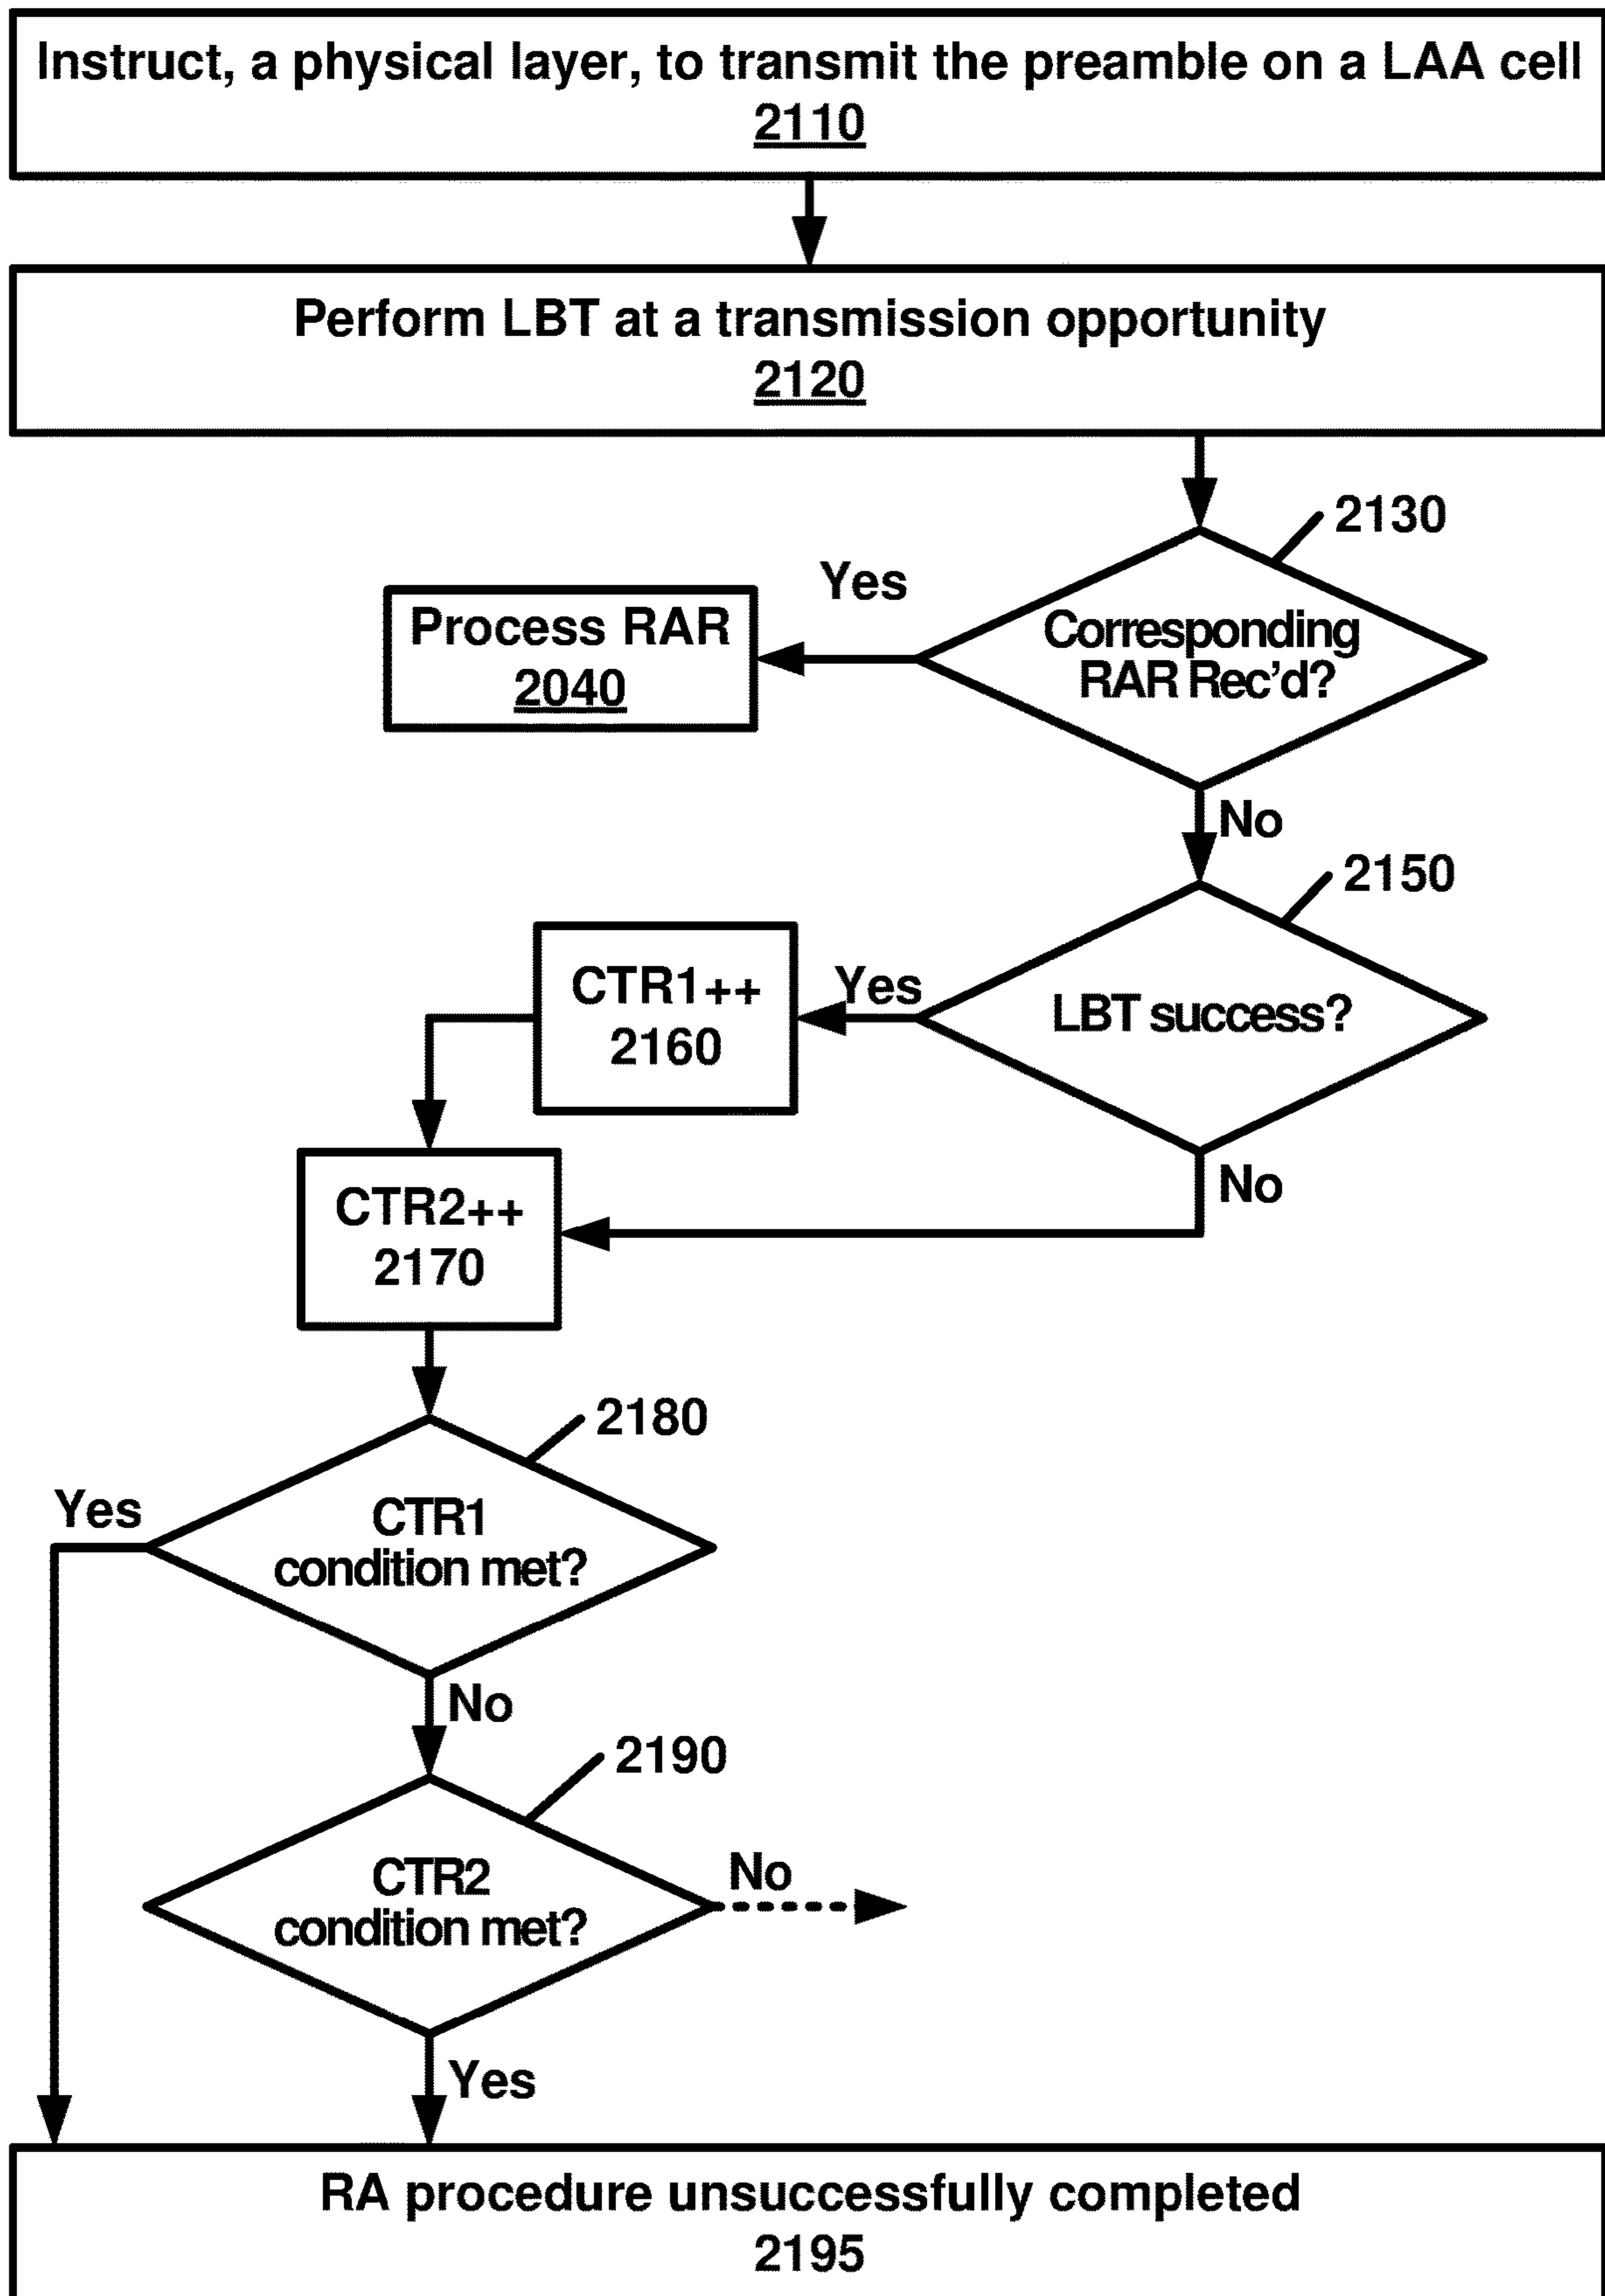 Instruct, a physical layer, to transmit the preamble on a LAA cell
2110
Perform LBT at a transmission opportunity
2120
2130
Yes
Corresponding
RAR Rec'd?
Process RAR
2040
No
2150
CTR1++
2160
Yes
LBT success?
No
CTR2++
2170
2180
Yes
CTR1
condition met?
No
2190
CTR2
condition met?
No
Yes
RA procedure unsuccessfully completed
2195